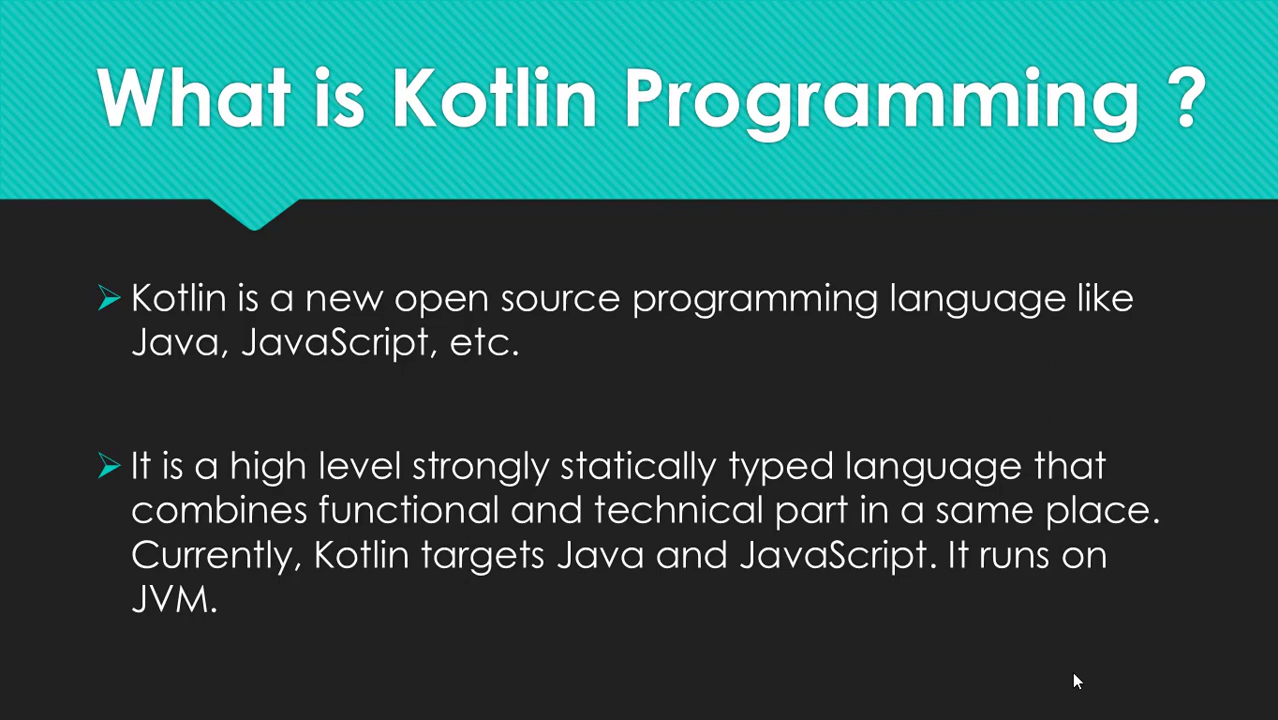 What is Kotlin Programming ?
Kotlin is a new open source programming language like
Java, JavaScript, etc.
It is a high level strongly statically typed language that
combines functional and technical part in a same place.
Currently, Kotlin targets Java and JavaScript. It runs on
JVM.